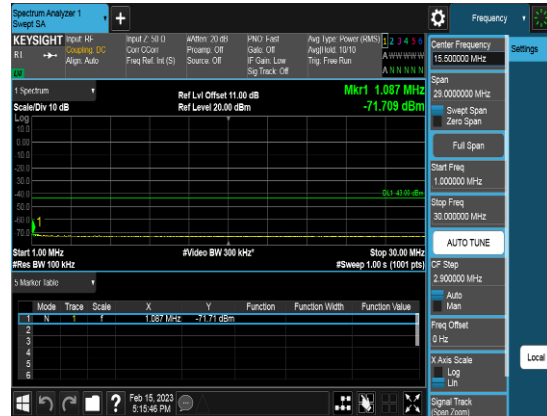 Spectrum Analyzer 1
Swept SA
+
Frequency
KEYSIGHT
R1
LXI
Input: RF
Coupling: DC
Align: Auto
Input Z: 50 Ω
Corr CCorr
Freq Ref: Int (S)
#Atten: 20 dB
Preamp: Off
Source: Off
PNO: Fast
Gate: Off
IF Gain: Low
Sig Track: Off
Avg Type: Power (RMS)
Avg|Hold: 10/10
Trig: Free Run
1 2 3 4 5 6
A W W W W W
A N N N N N
Center Frequency
15.500000 MHz
Settings
Span
29.0000000 MHz
Swept Span
Zero Span
Full Span
Start Freq
1.000000 MHz
Stop Freq
30.000000 MHz
AUTO TUNE
CF Step
2.900000 MHz
Auto
Man
Freq Offset
0 Hz
X Axis Scale
Log
Lin
Local
Signal Track
(Span Zoom)
1 Spectrum
Scale/Div 10 dB
Ref Lvl Offset 11.00 dB
Ref Level 20.00 dBm
Mkr1 1.087 MHz
-71.709 dBm
Log
10.0
0.00
-10.0
-20.0
-30.0
-40.0
-50.0
-60.0
-70.0
DL1 -43.00 dBm
1
Start 1.00 MHz
#Res BW 100 kHz
#Video BW 300 kHz*
Stop 30.00 MHz
#Sweep 1.00 s (1001 pts)
5 Marker Table
Mode Trace Scale X Y Function Function Width Function Value
1 N 1 f 1.087 MHz -71.71 dBm
2
3
4
5
6
?
Feb 15, 2023
5:15:46 PM